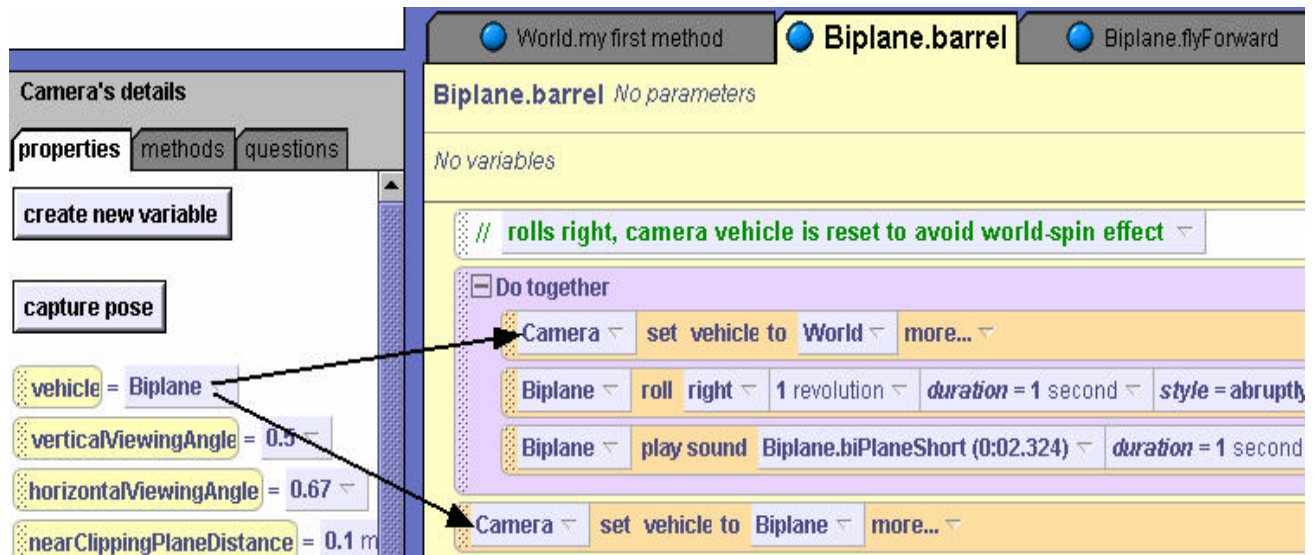 World.my first method
Biplane.barrel
Biplane.flyForward
Camera's details
properties methods questions
create new variable
capture pose
vehicle = Biplane
verticalViewingAngle = 0.5
horizontalViewingAngle = 0.67
nearClippingPlaneDistance = 0.1 m
Biplane.barrel No parameters
No variables
// rolls right, camera vehicle is reset to avoid world-spin effect
Do together
Camera set vehicle to World more...
Biplane roll right 1 revolution duration = 1 second style = abruptly
Biplane play sound Biplane.biPlaneShort (0:02.324) duration = 1 second
Camera set vehicle to Biplane more...